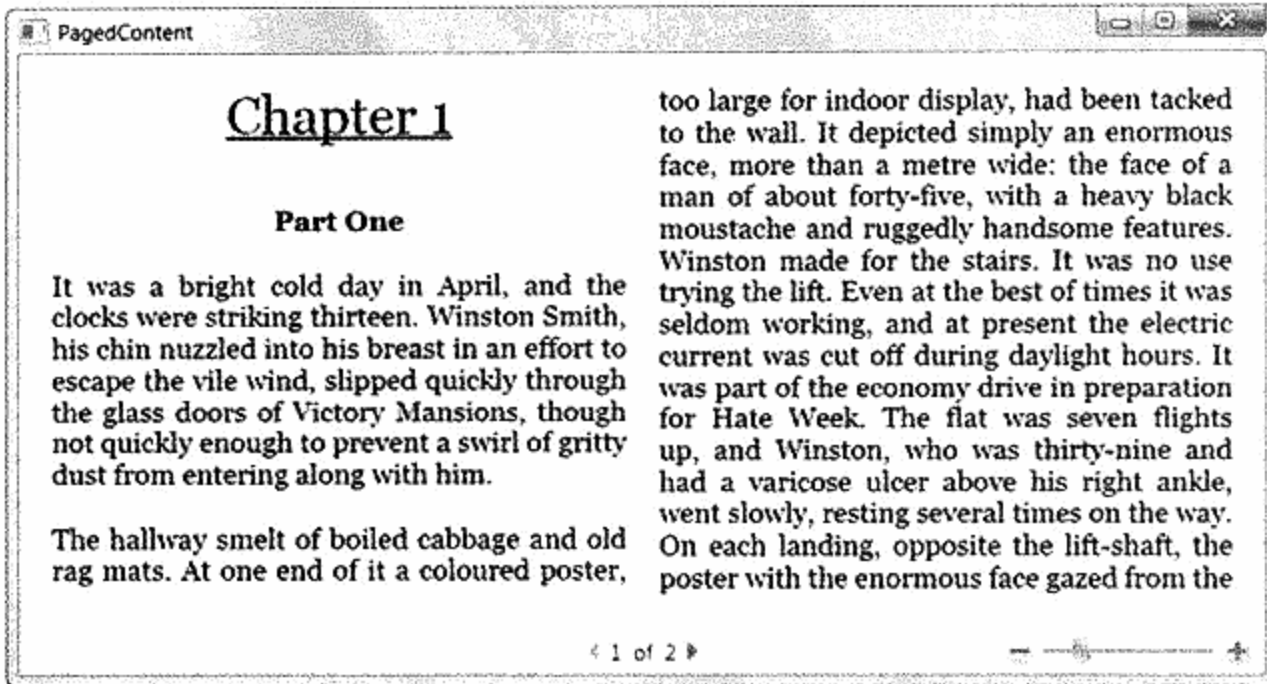 PagedContent
Chapter 1
Part One
It was a bright cold day in April, and the
clocks were striking thirteen. Winston Smith,
his chin nuzzled into his breast in an effort to
escape the vile wind, slipped quickly through
the glass doors of Victory Mansions, though
not quickly enough to prevent a swirl of gritty
dust from entering along with him.
The hallway smelt of boiled cabbage and old
rag mats. At one end of it a coloured poster,
too large for indoor display, had been tacked
to the wall. It depicted simply an enormous
face, more than a metre wide: the face of a
man of about forty-five, with a heavy black
moustache and ruggedly handsome features.
Winston made for the stairs. It was no use
trying the lift. Even at the best of times it was
seldom working, and at present the electric
current was cut off during daylight hours. It
was part of the economy drive in preparation
for Hate Week. The flat was seven flights
up, and Winston, who was thirty-nine and
had a varicose ulcer above his right ankle,
went slowly, resting several times on the way.
On each landing, opposite the lift-shaft, the
poster with the enormous face gazed from the
1 of 2